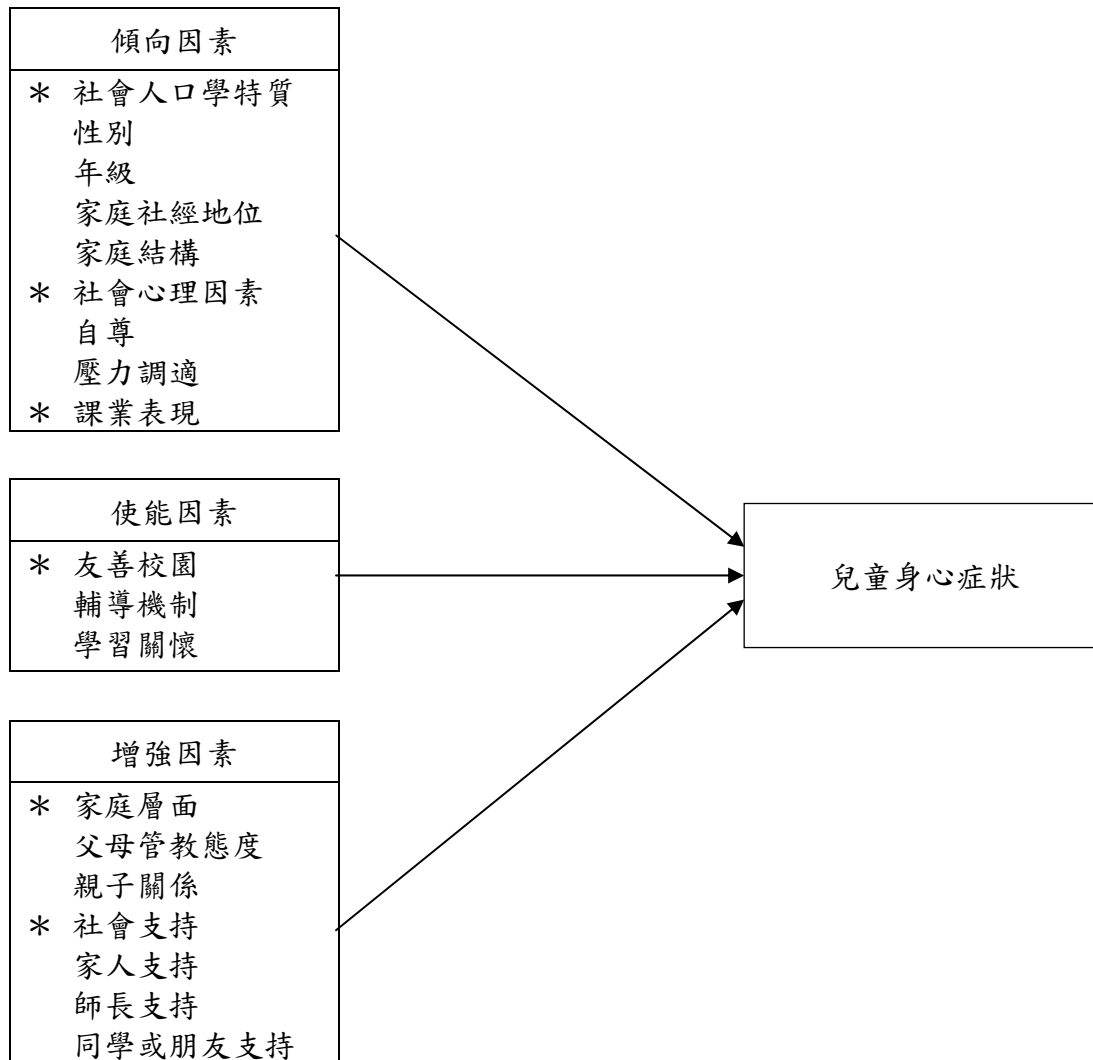 傾向因素
＊ 社會人口學特質
性別
年級
家庭社經地位
家庭結構
＊ 社會心理因素
自尊
壓力調適
＊ 課業表現
使能因素
＊ 友善校園
輔導機制
學習關懷
增強因素
＊ 家庭層面
父母管教態度
親子關係
＊ 社會支持
家人支持
師長支持
同學或朋友支持
兒童身心症狀